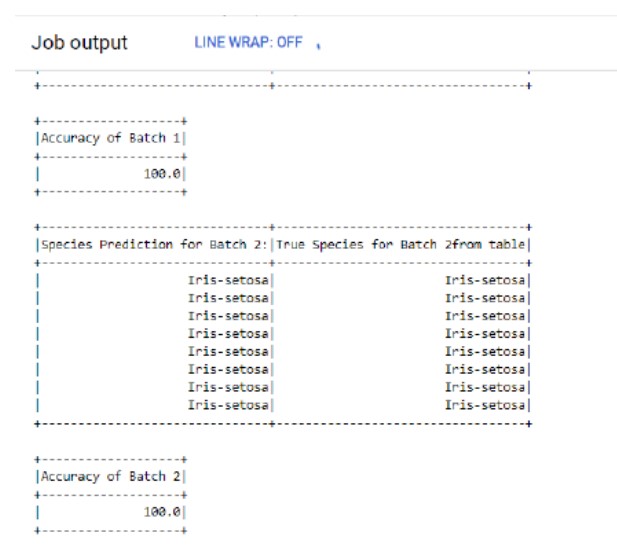 Job output LINE WRAP: OFF
+-----------------------------+--------------------------------+
+------------------+
|Accuracy of Batch 1|
+------------------+
| 100.0|
+------------------+
+-----------------------------+--------------------------------+
|Species Prediction for Batch 2:|True Species for Batch 2from table|
+-----------------------------+--------------------------------+
| Iris-setosa| Iris-setosa|
| Iris-setosa| Iris-setosa|
| Iris-setosa| Iris-setosa|
| Iris-setosa| Iris-setosa|
| Iris-setosa| Iris-setosa|
| Iris-setosa| Iris-setosa|
| Iris-setosa| Iris-setosa|
| Iris-setosa| Iris-setosa|
+-----------------------------+--------------------------------+
+------------------+
|Accuracy of Batch 2|
+------------------+
| 100.0|
+------------------+